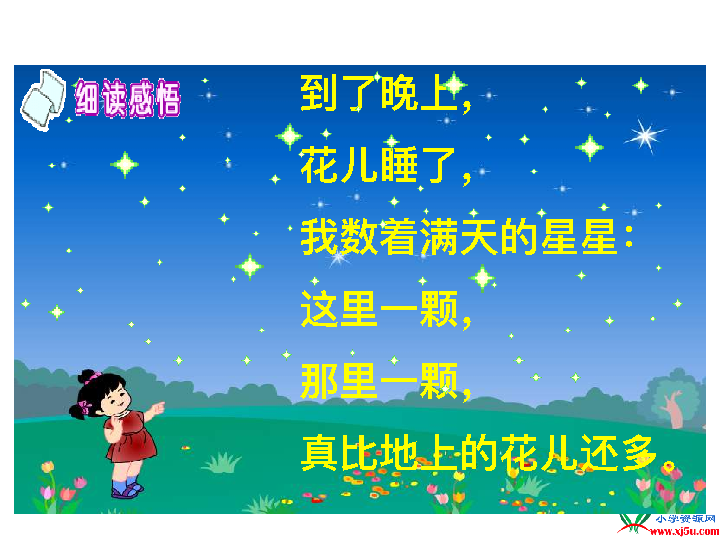 细读感悟
到了晚上，
花儿睡了，
我数着满天的星星：
这里一颗，
那里一颗，
真比地上的花儿还多。
小学资源网
www.xj5u.com